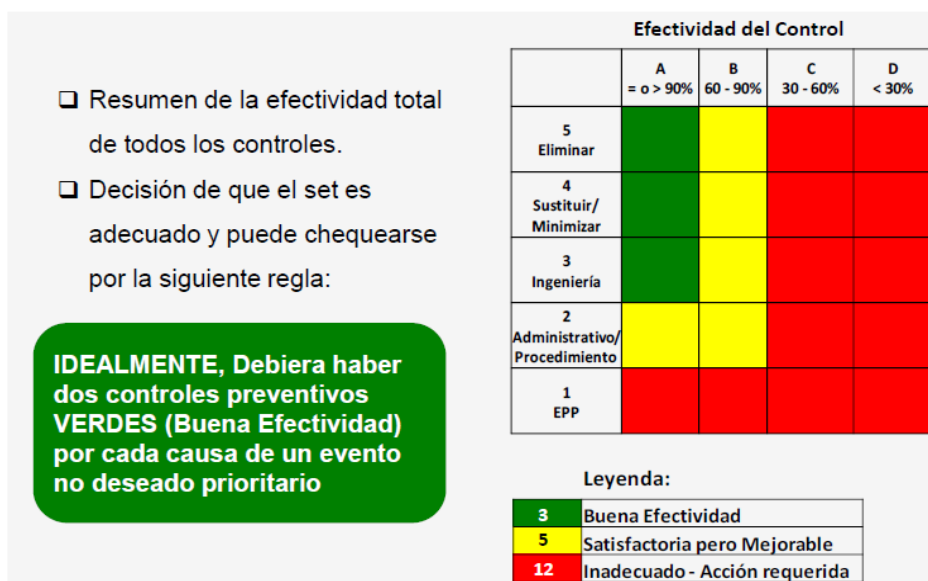 Efectividad del Control
❑ Resumen de la efectividad total
de todos los controles.
❑ Decisión de que el set es
adecuado y puede chequearse
por la siguiente regla:
IDEALMENTE, Debiera haber
dos controles preventivos
VERDES (Buena Efectividad)
por cada causa de un evento
no deseado prioritario
A
= o > 90%
B
60 - 90%
C
30 - 60%
D
< 30%
5
Eliminar
4
Sustituir/
Minimizar
3
Ingeniería
2
Administrativo/
Procedimiento
1
EPP
Leyenda:
3 Buena Efectividad
5 Satisfactoria pero Mejorable
12 Inadecuado - Acción requerida